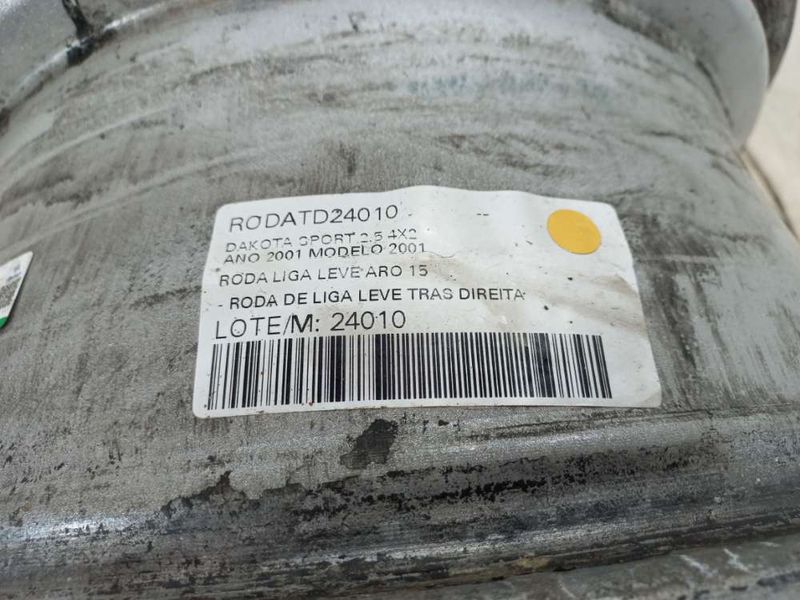 RODATD24010
DAKOTA SPORT 2.5 4X2
ANO 2001 MODELO 2001
RODA LIGA LEVE ARO 15
- RODA DE LIGA LEVE TRAS DIREITA
LOTE/M: 24010